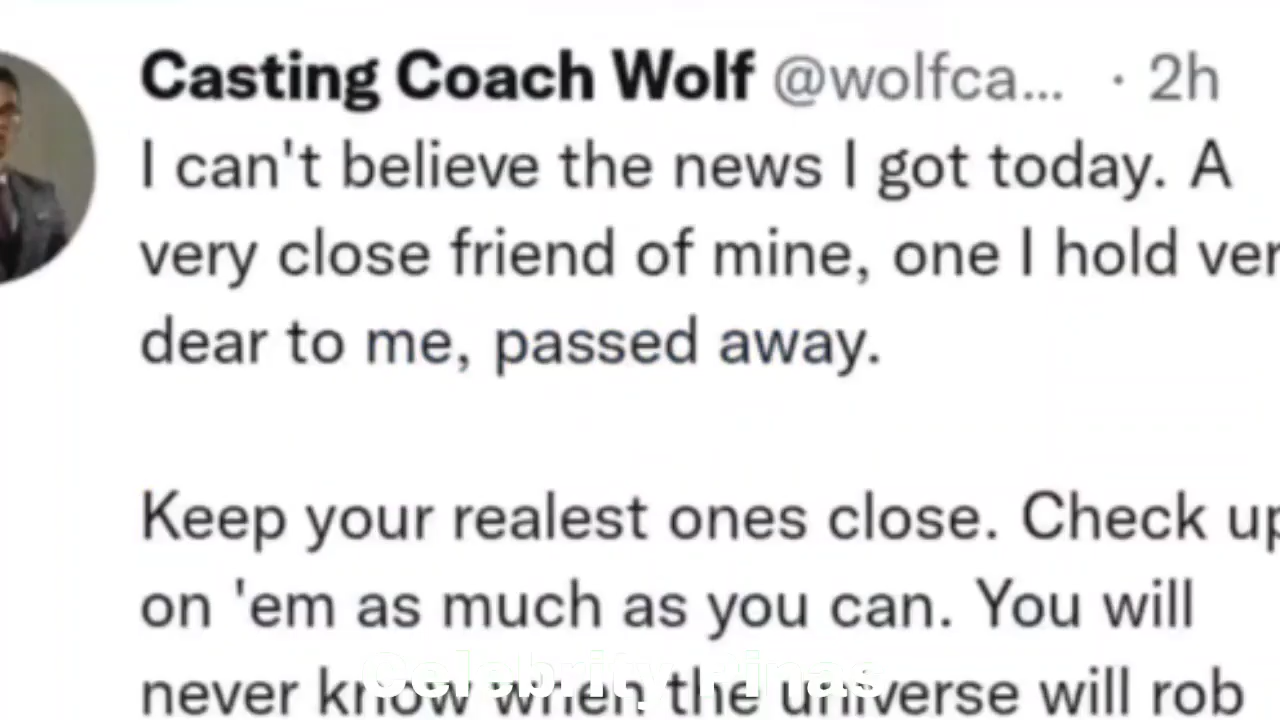 Casting Coach Wolf @wolfca... · 2h
I can't believe the news I got today. A
very close friend of mine, one I hold ver
dear to me, passed away.
Keep your realest ones close. Check up
on 'em as much as you can. You will
never know when the universe will rob
Celebrity Pinas